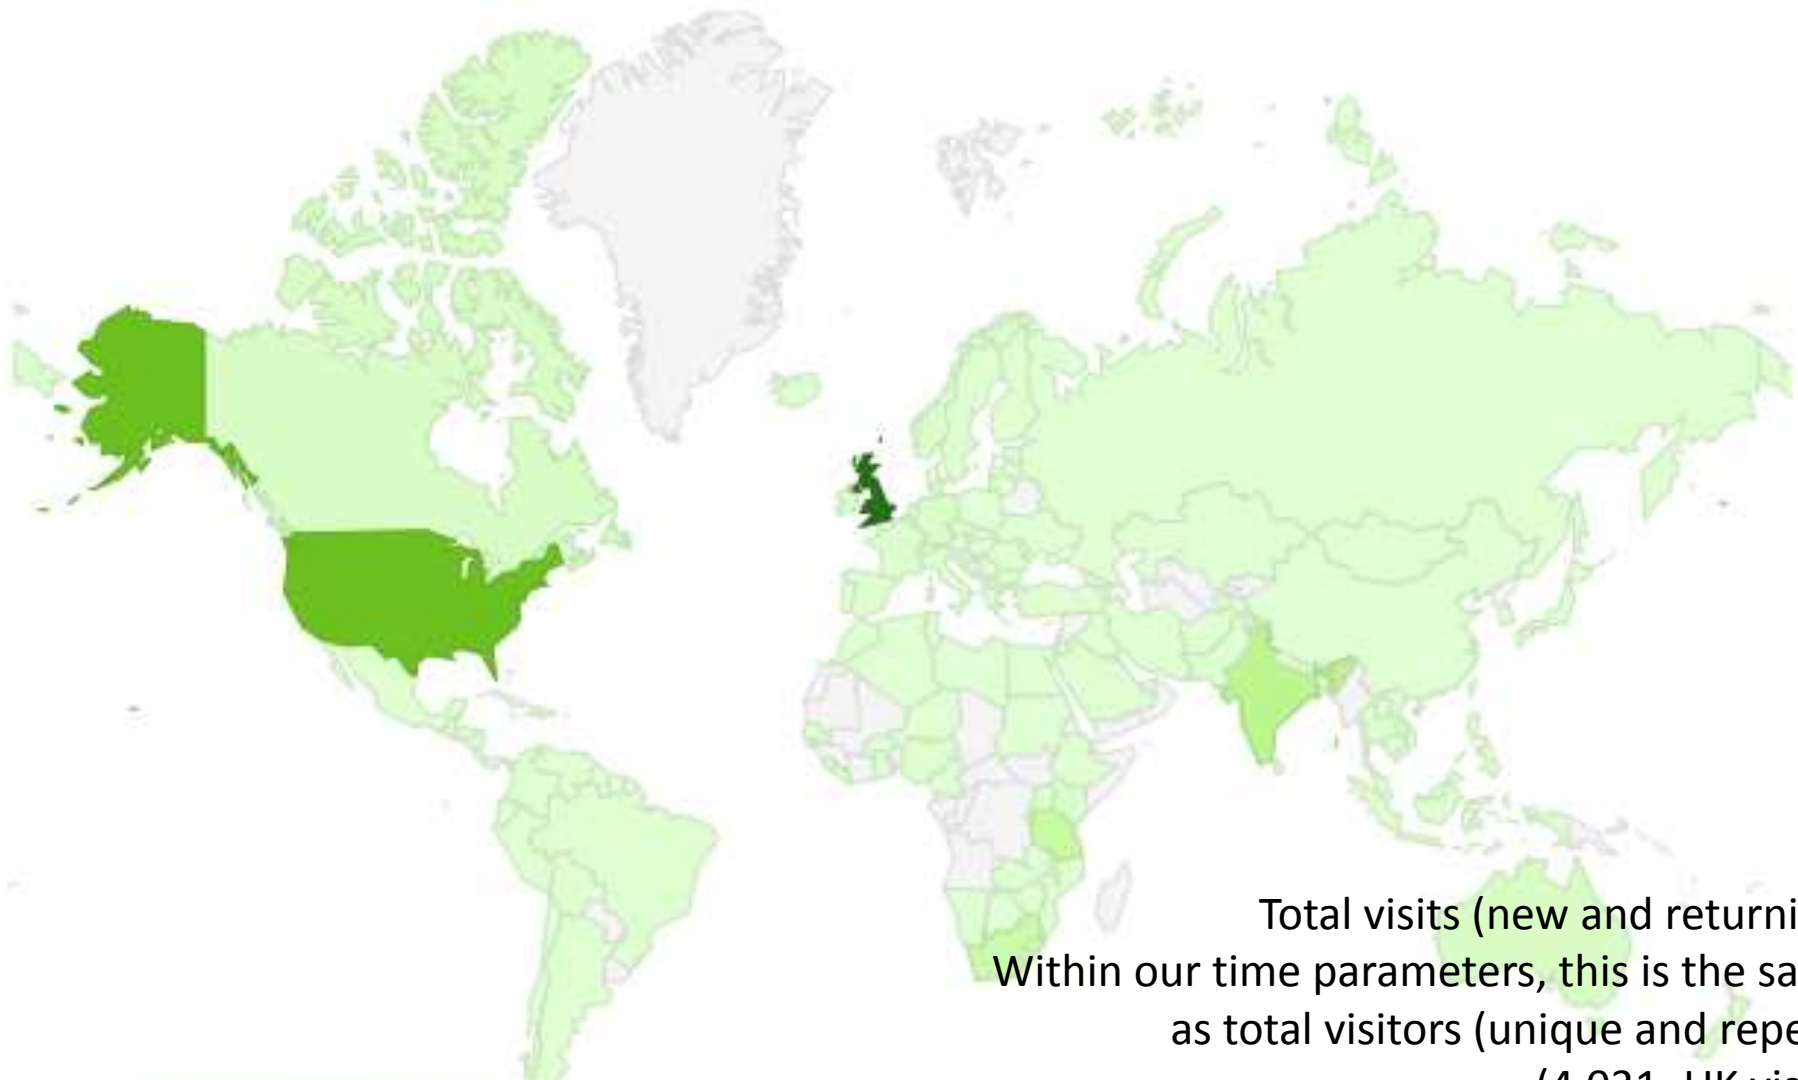 Total visits (new and returni
Within our time parameters, this is the sa
as total visitors (unique and repe